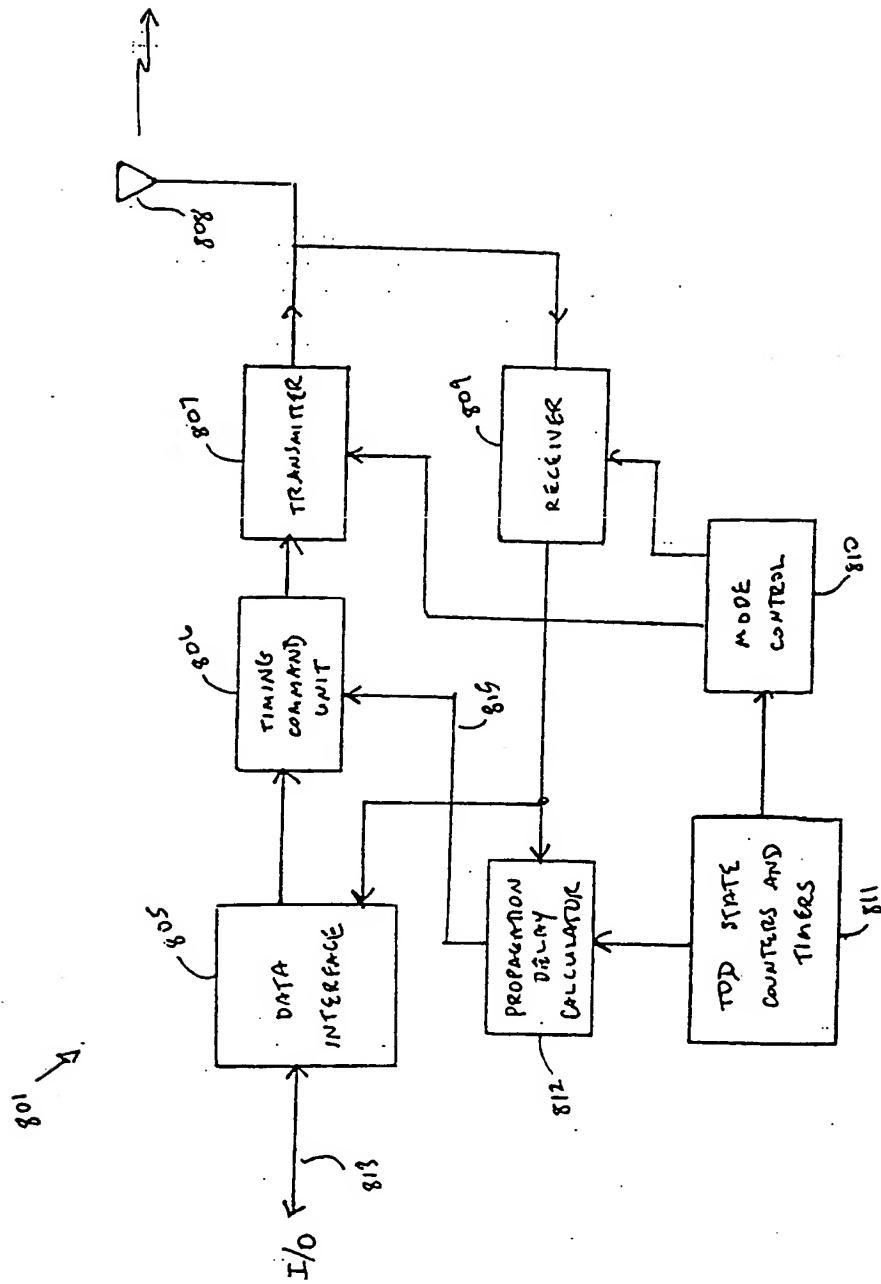 801
I/O
813
805
DATA
INTERFACE
806
TIMING
COMMAND
UNIT
807
TRANSMITTER
808
815
809
RECEIVER
PROPAGATION
DELAY
CALCULATOR
812
TDD STATE
COUNTERS AND
TIMERS
811
MODE
CONTROL
810